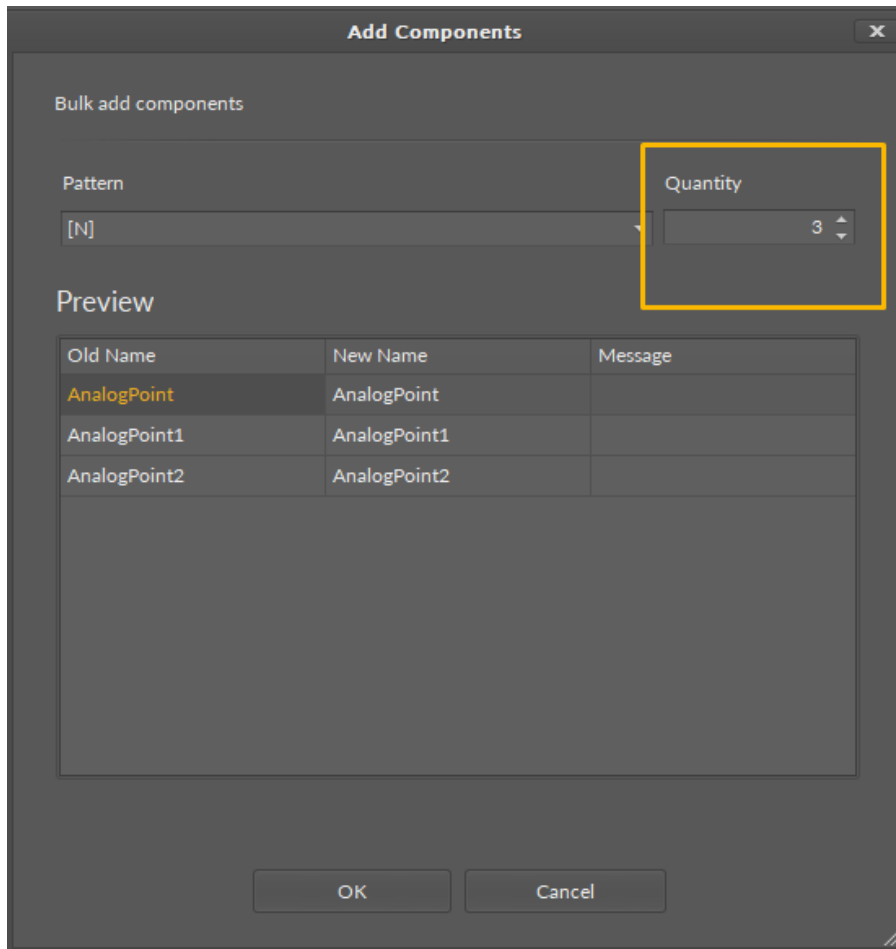 Add Components
x
Bulk add components
Pattern Quantity
[N] 3
Preview
Old Name New Name Message
AnalogPoint AnalogPoint
AnalogPoint1 AnalogPoint1
AnalogPoint2 AnalogPoint2
OK Cancel